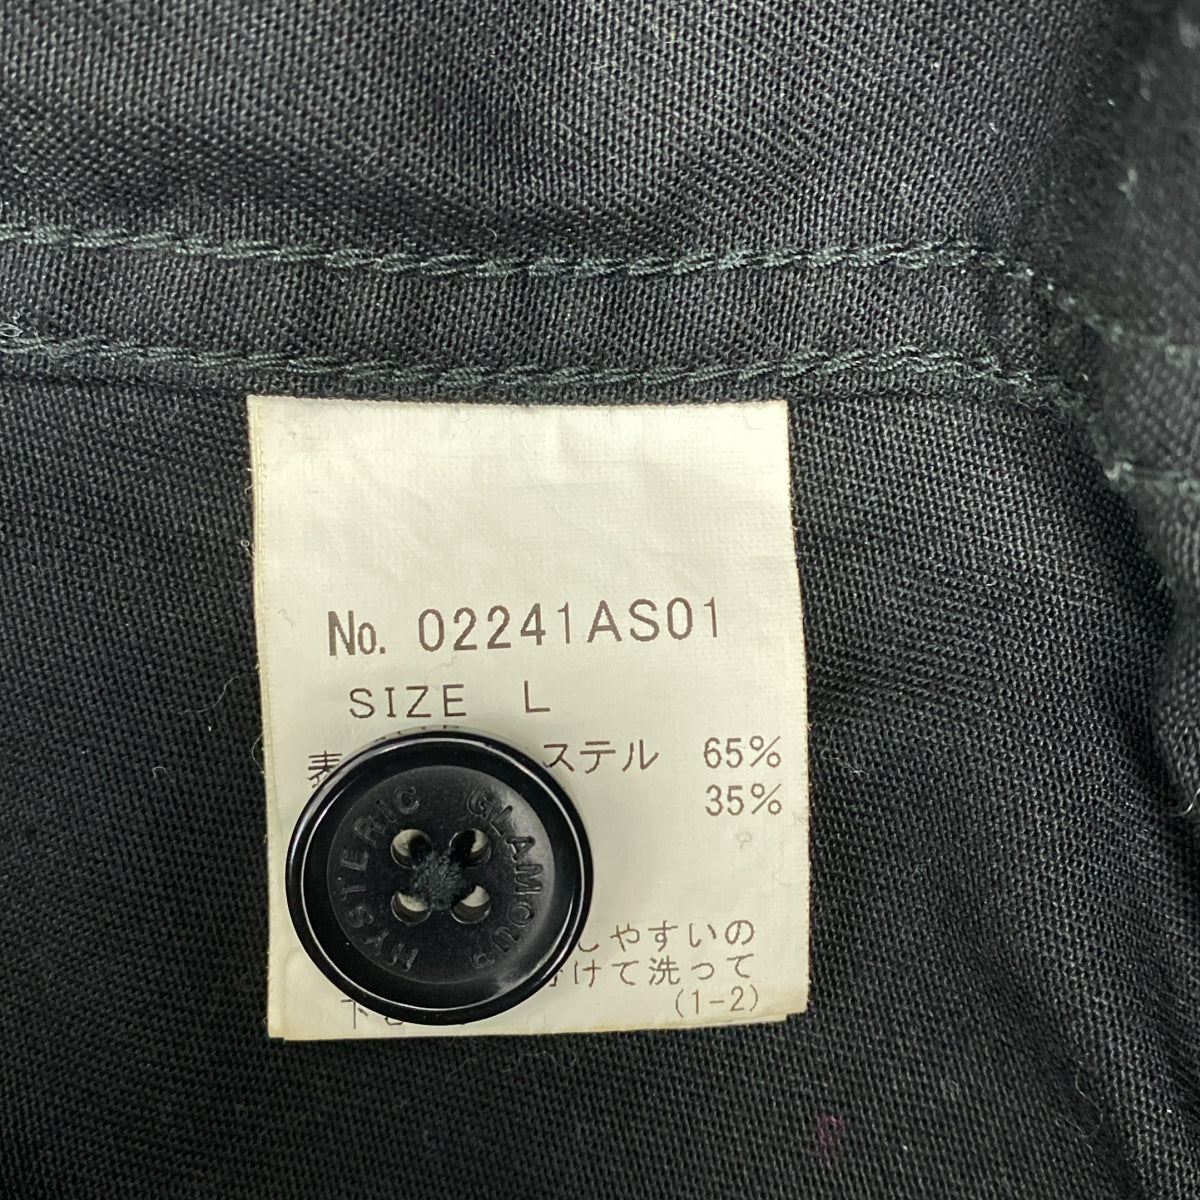 No. 02241AS01
SIZE L
表 ステル 65%
35%
HYSTERIC GLAMOUR
しやすいの
けて洗って
(1-2)